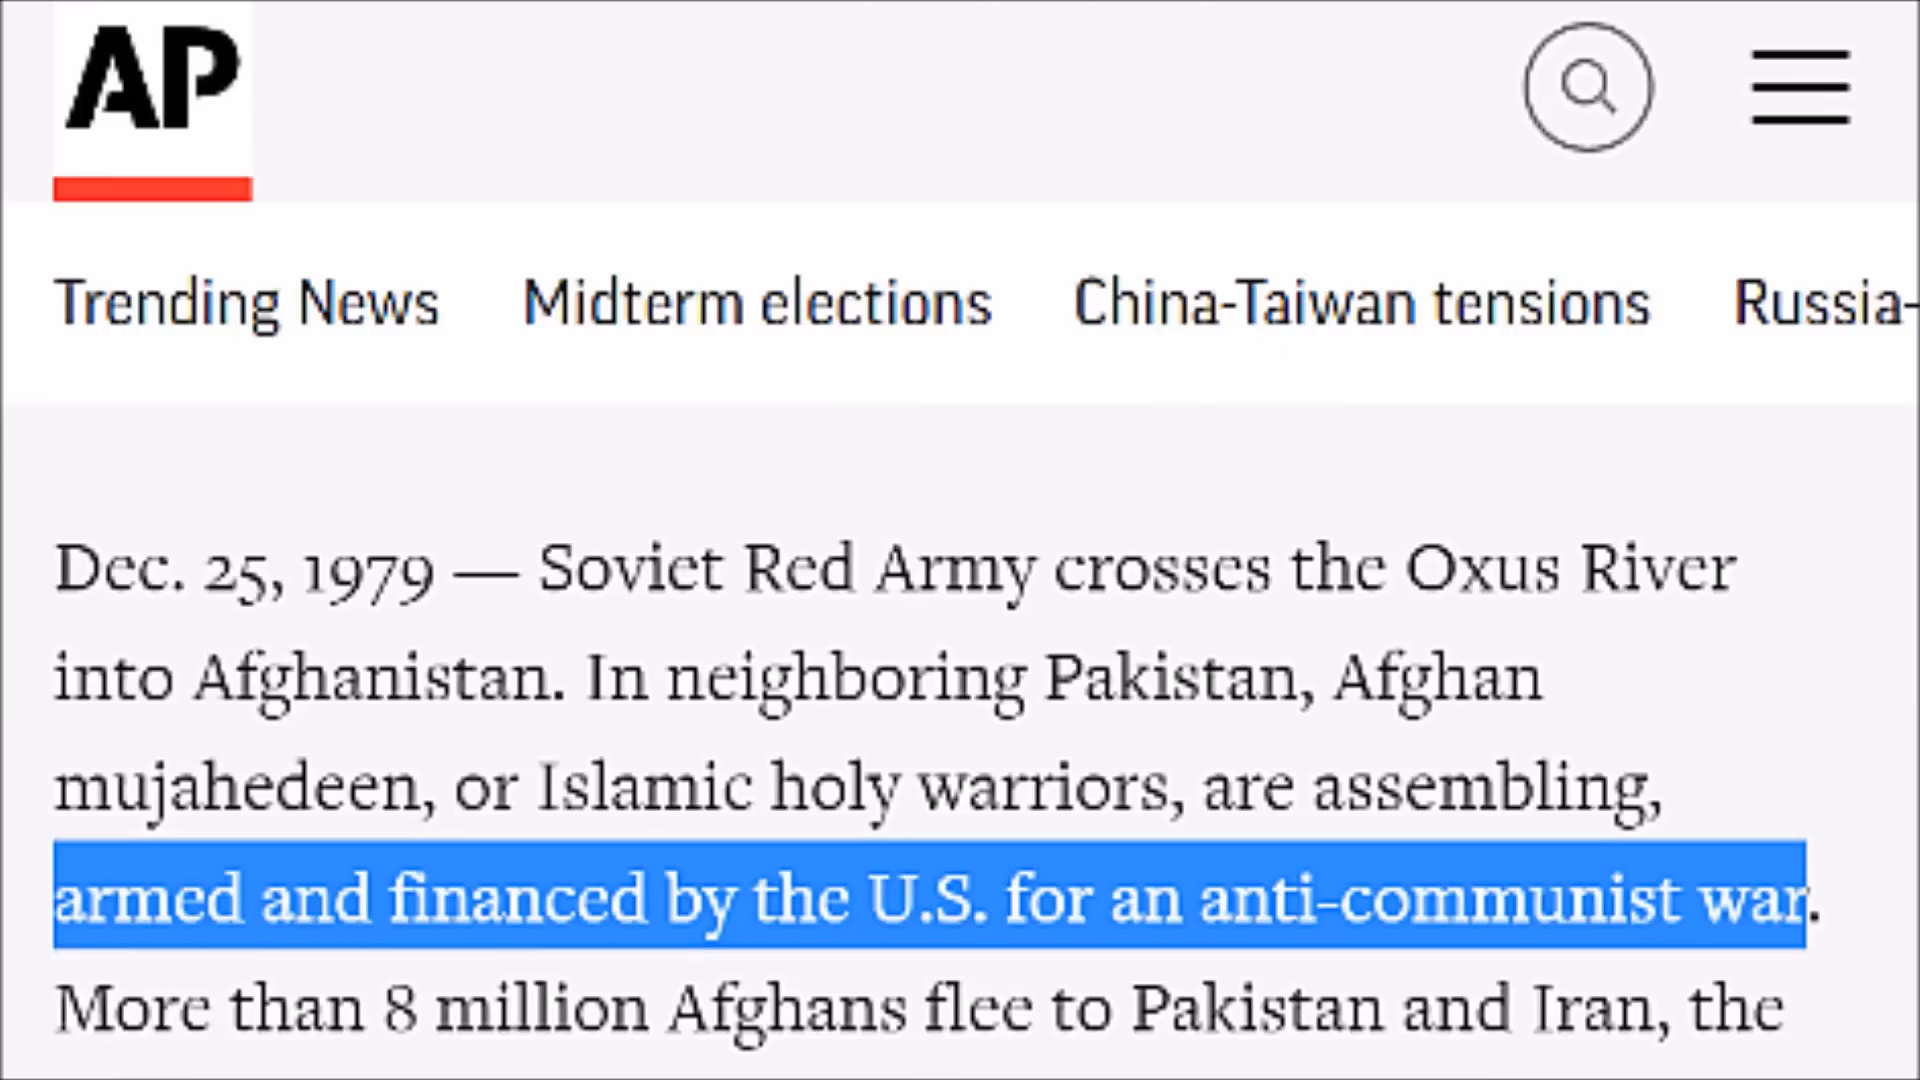 AP
Trending News Midterm elections China-Taiwan tensions Russia-
Dec. 25, 1979 — Soviet Red Army crosses the Oxus River
into Afghanistan. In neighboring Pakistan, Afghan
mujahedeen, or Islamic holy warriors, are assembling,
armed and financed by the U.S. for an anti-communist war.
More than 8 million Afghans flee to Pakistan and Iran, the